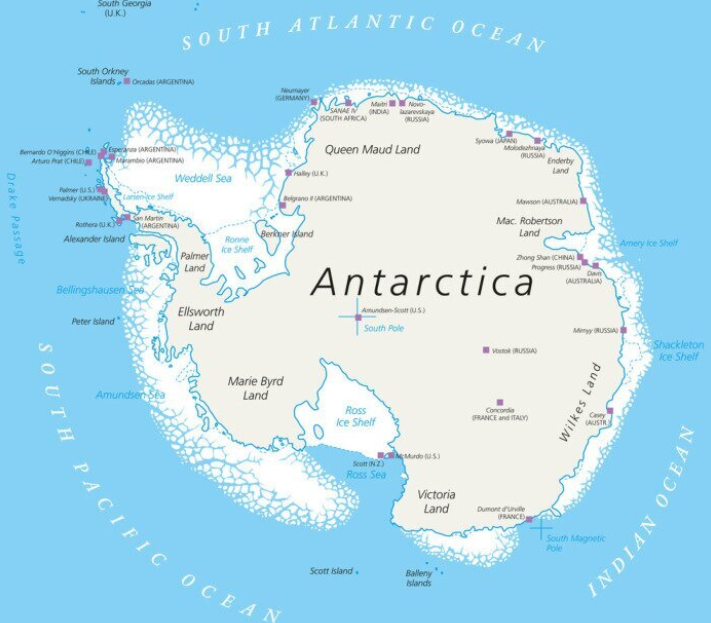 South Georgia
(U.K.)
SOUTH ATLANTIC OCEAN
South Orkney
Islands
Orcadas (ARGENTINA)
Neumayer
(GERMANY)
SANAE IV
(SOUTH AFRICA)
Maitri
(INDIA)
Novo-
lazarevskaya
(RUSSIA)
Syowa (JAPAN)
Molodezhnaya
(RUSSIA)
Queen Maud Land
Enderby
Land
Bernardo O'Higgins (CHILE)
Esperanza (ARGENTINA)
Arturo Prat (CHILE)
Marambio (ARGENTINA)
Weddell Sea
Halley (U.K.)
Drake Passage
Palmer (U.S.)
Vernadsky (UKRAINE)
Larsen Ice Shelf
Belgrano II (ARGENTINA)
Mawson (AUSTRALIA)
Rothera (U.K.)
San Martin
(ARGENTINA)
Mac. Robertson
Land
Alexander Island
Ronne
Ice Shelf
Berkner Island
Amery Ice Shelf
Palmer
Land
Zhong Shan (CHINA)
Progress (RUSSIA)
Davis
(AUSTRALIA)
Antarctica
Bellingshausen Sea
Peter Island
Ellsworth
Land
Amundsen-Scott (U.S.)
South Pole
Mirnyy (RUSSIA)
Vostok (RUSSIA)
Shackleton
Ice Shelf
Amundsen Sea
Marie Byrd
Land
Ross
Ice Shelf
Concordia
(FRANCE and ITALY)
Wilkes Land
Casey
(AUSTR.)
SOUTH PACIFIC OCEAN
Scott (N.Z.)
McMurdo (U.S.)
Ross Sea
Victoria
Land
Dumont d'Urville
(FRANCE)
South Magnetic
Pole
INDIAN OCEAN
Scott Island
Balleny
Islands